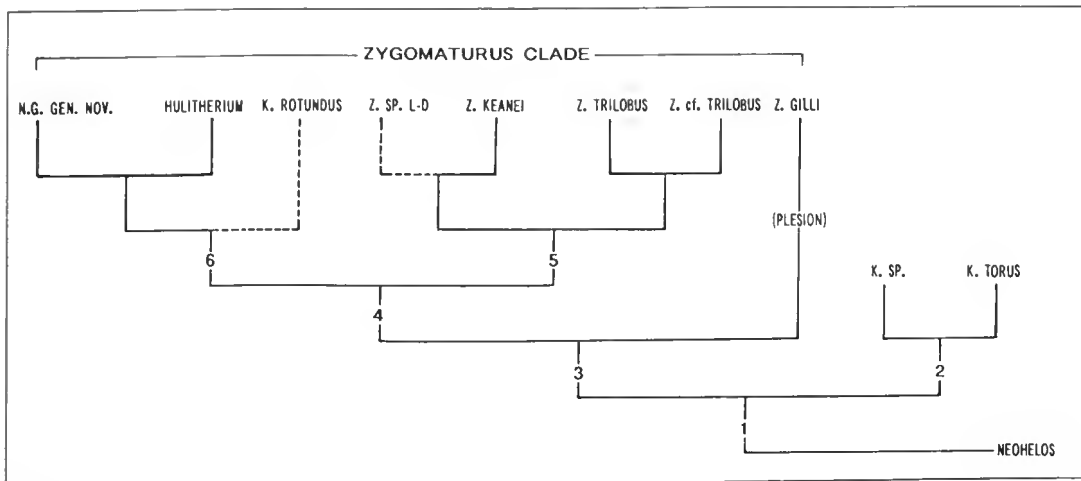 ZYGOMATURUS CLADE
N.G. GEN. NOV. HULITHERIUM K. ROTUNDUS Z. SP. L-D Z. KEANEI Z. TRILOBUS Z. cf. TRILOBUS Z. GILLI
(PLESION)
6 5
K. SP. K. TORUS
4
3 2
1
NEOHELOS